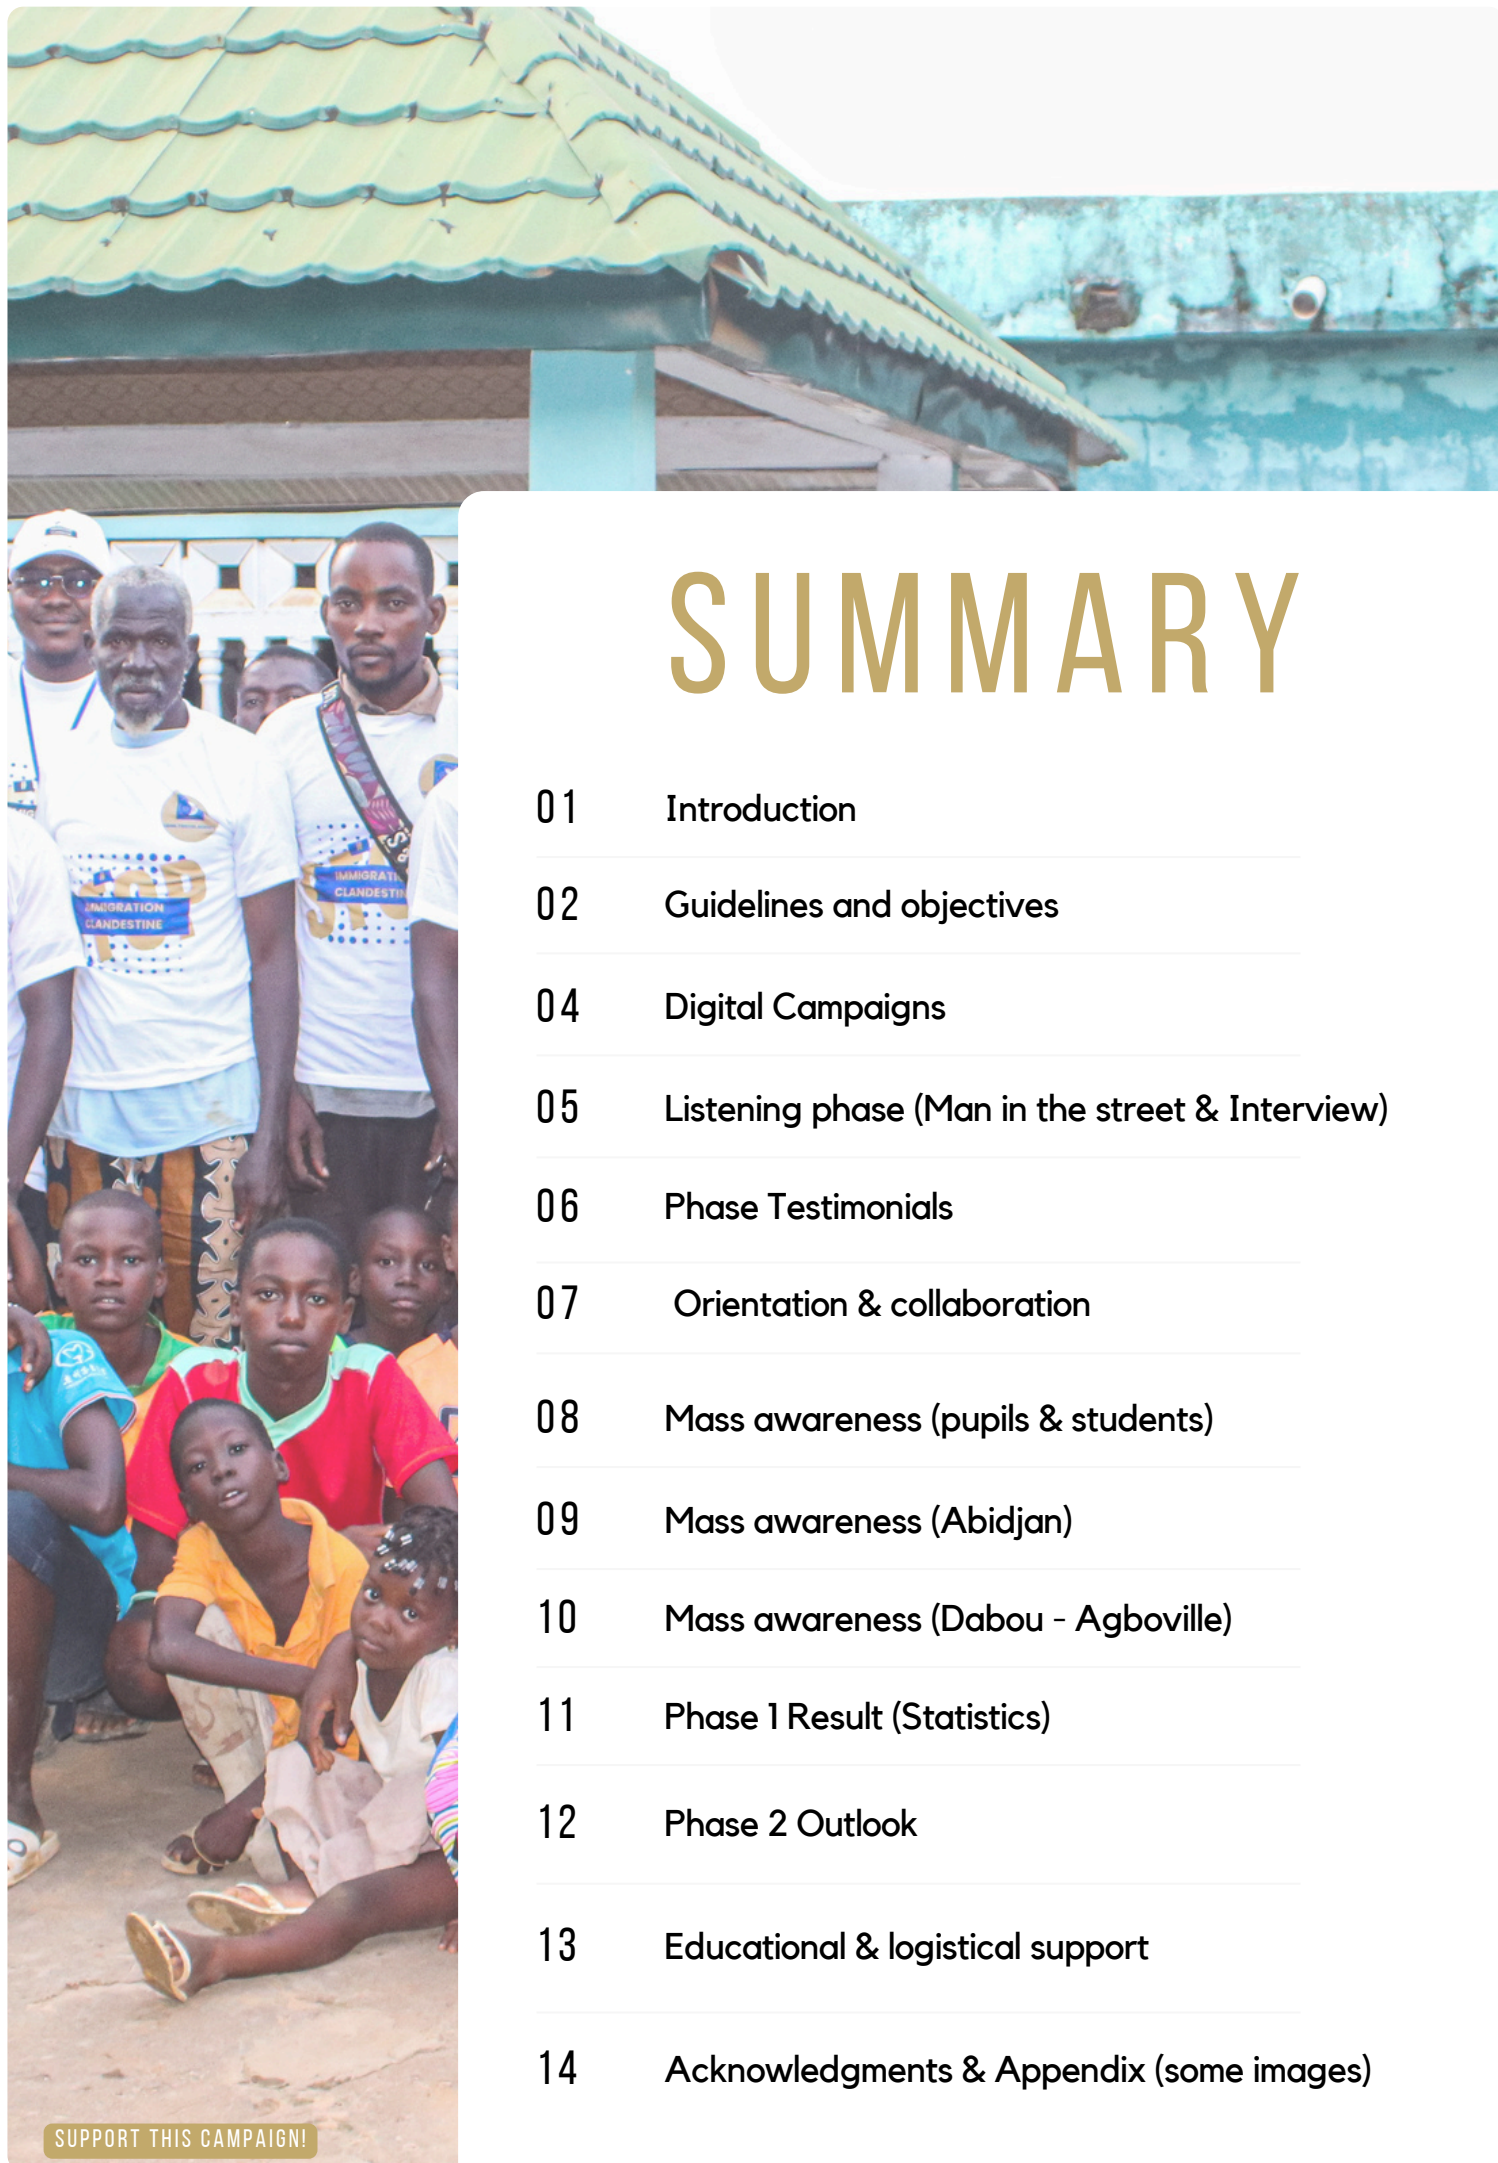 SUMMARY
01 Introduction
02 Guidelines and objectives
04 Digital Campaigns
05 Listening phase (Man in the street & Interview)
06 Phase Testimonials
07 Orientation & collaboration
08 Mass awareness (pupils & students)
09 Mass awareness (Abidjan)
10 Mass awareness (Dabou - Agboville)
11 Phase 1 Result (Statistics)
12 Phase 2 Outlook
13 Educational & logistical support
14 Acknowledgments & Appendix (some images)
STOP
IMMIGRATION
CLANDESTINE
IMMIGRATI
CLANDESTIN
SUPPORT THIS CAMPAIGN!